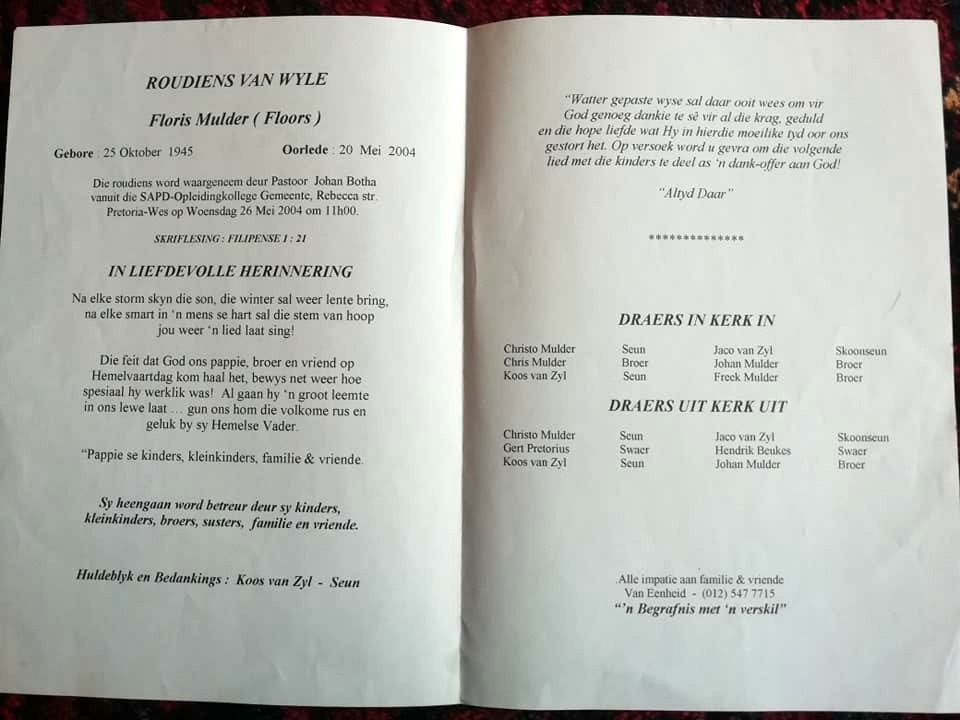 ROUDIENS VAN WYLE
Floris Mulder ( Floors )
Gebore : 25 Oktober 1945 Oorlede : 20 Mei 2004
Die roudiens word waargeneem deur Pastoor Johan Botha
vanuit die SAPD-Opleidingkollege Gemeente, Rebecca str.
Pretoria-Wes op Woensdag 26 Mei 2004 om 11h00.
SKRIFLESING : FILIPENSE 1 : 21
IN LIEFDEVOLLE HERINNERING
Na elke storm skyn die son, die winter sal weer lente bring,
na elke smart in ‘n mens se hart sal die stem van hoop
jou weer ‘n lied laat sing!
Die feit dat God ons pappie, broer en vriend op
Hemelvaartdag kom haal het, bewys net weer hoe
spesiaal hy werklik was! Al gaan hy ‘n groot leemte
in ons lewe laat … gun ons hom die volkome rus en
geluk by sy Hemelse Vader.
“Pappie se kinders, kleinkinders, familie & vriende.
Sy heengaan word betreur deur sy kinders,
kleinkinders, broers, susters, familie en vriende.
Huldeblyk en Bedankings : Koos van Zyl - Seun
“Watter gepaste wyse sal daar ooit wees om vir
God genoeg dankie te sê vir al die krag, geduld
en die hope liefde wat Hy in hierdie moeilike tyd oor ons
gestort het. Op versoek word u gevra om die volgende
lied met die kinders te deel as ‘n dank-offer aan God!
“Altyd Daar”
**************
DRAERS IN KERK IN
Christo Mulder Seun Jaco van Zyl Skoonseun
Chris Mulder Broer Johan Mulder Broer
Koos van Zyl Seun Freek Mulder Broer
DRAERS UIT KERK UIT
Christo Mulder Seun Jaco van Zyl Skoonseun
Gert Pretorius Swaer Hendrik Beukes Swaer
Koos van Zyl Seun Johan Mulder Broer
Alle impatie aan familie & vriende
Van Eenheid - (012) 547 7715
“’n Begrafnis met ‘n verskil”